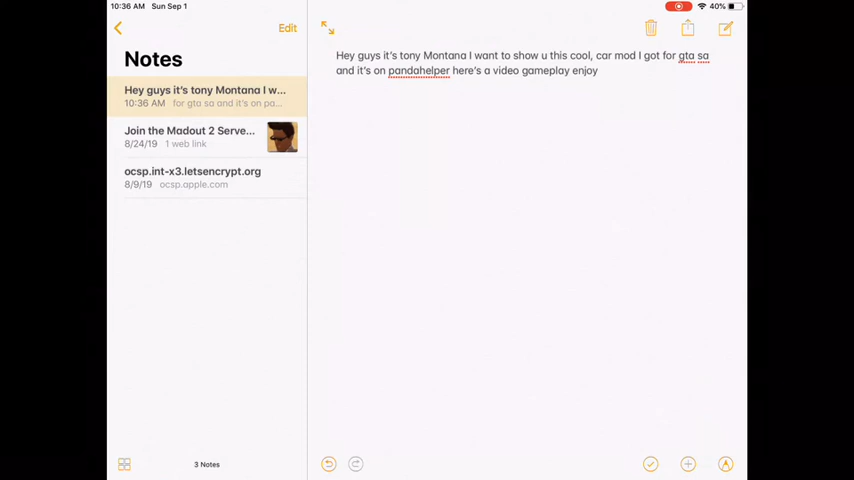 10:36 AM Sun Sep 1
40%
Edit
Notes
Hey guys it's tony Montana I w...
10:36 AM for gta sa and it's on pa...
Join the Madout 2 Serve...
8/24/19 1 web link
ocsp.int-x3.letsencrypt.org
8/9/19 ocsp.apple.com
3 Notes
Hey guys it's tony Montana I want to show u this cool, car mod I got for gta sa
and it's on pandahelper here's a video gameplay enjoy